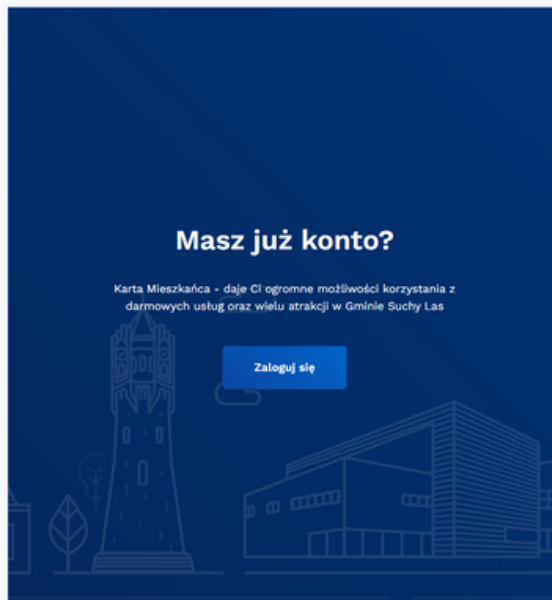 Masz już konto?
Karta Mieszkańca - daje Ci ogromne możliwości korzystania z
darmowych usług oraz wielu atrakcji w Gminie Suchy Las
Zaloguj się